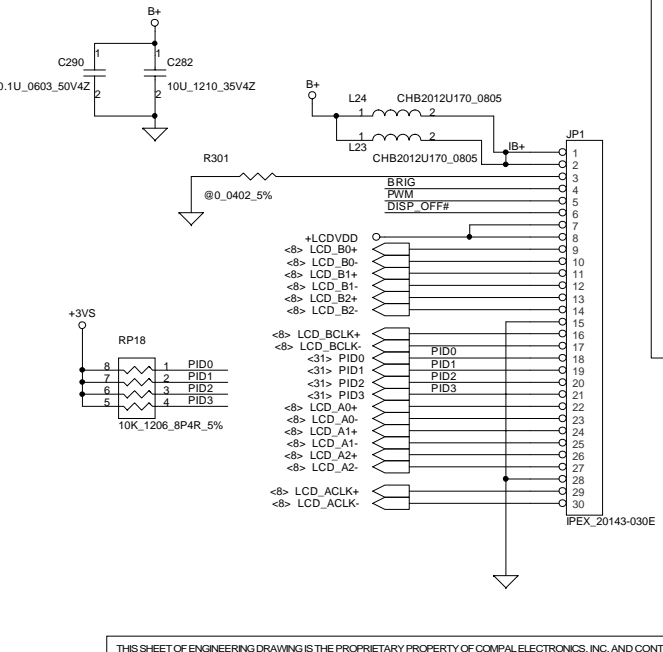 B+
C290
1
1
C282
0.1U_0603_50V4Z
2
2
10U_1210_35V4Z
B+
L24
CHB2012U170_0805
1
2
L23
1
2
CHB2012U170_0805
IB+
JP1
R301
@0_0402_5%
BRIG
PWM
DISP_OFF#
+LCDVDD
<8> LCD_B0+
<8> LCD_B0-
<8> LCD_B1+
<8> LCD_B1-
<8> LCD_B2+
<8> LCD_B2-
<8> LCD_BCLK+
<8> LCD_BCLK-
<31> PID0
PID0
<31> PID1
PID1
<31> PID2
PID2
<31> PID3
PID3
<8> LCD_A0+
<8> LCD_A0-
<8> LCD_A1+
<8> LCD_A1-
<8> LCD_A2+
<8> LCD_A2-
<8> LCD_ACLK+
<8> LCD_ACLK-
1
2
3
4
5
6
7
8
9
10
11
12
13
14
15
16
17
18
19
20
21
22
23
24
25
26
27
28
29
30
IPEX_20143-030E
+3VS
RP18
8 1 PID0
7 2 PID1
6 3 PID2
5 4 PID3
10K_1206_8P4R_5%
THIS SHEET OF ENGINEERING DRAWING IS THE PROPRIETARY PROPERTY OF COMPAL ELECTRONICS, INC. AND CONT